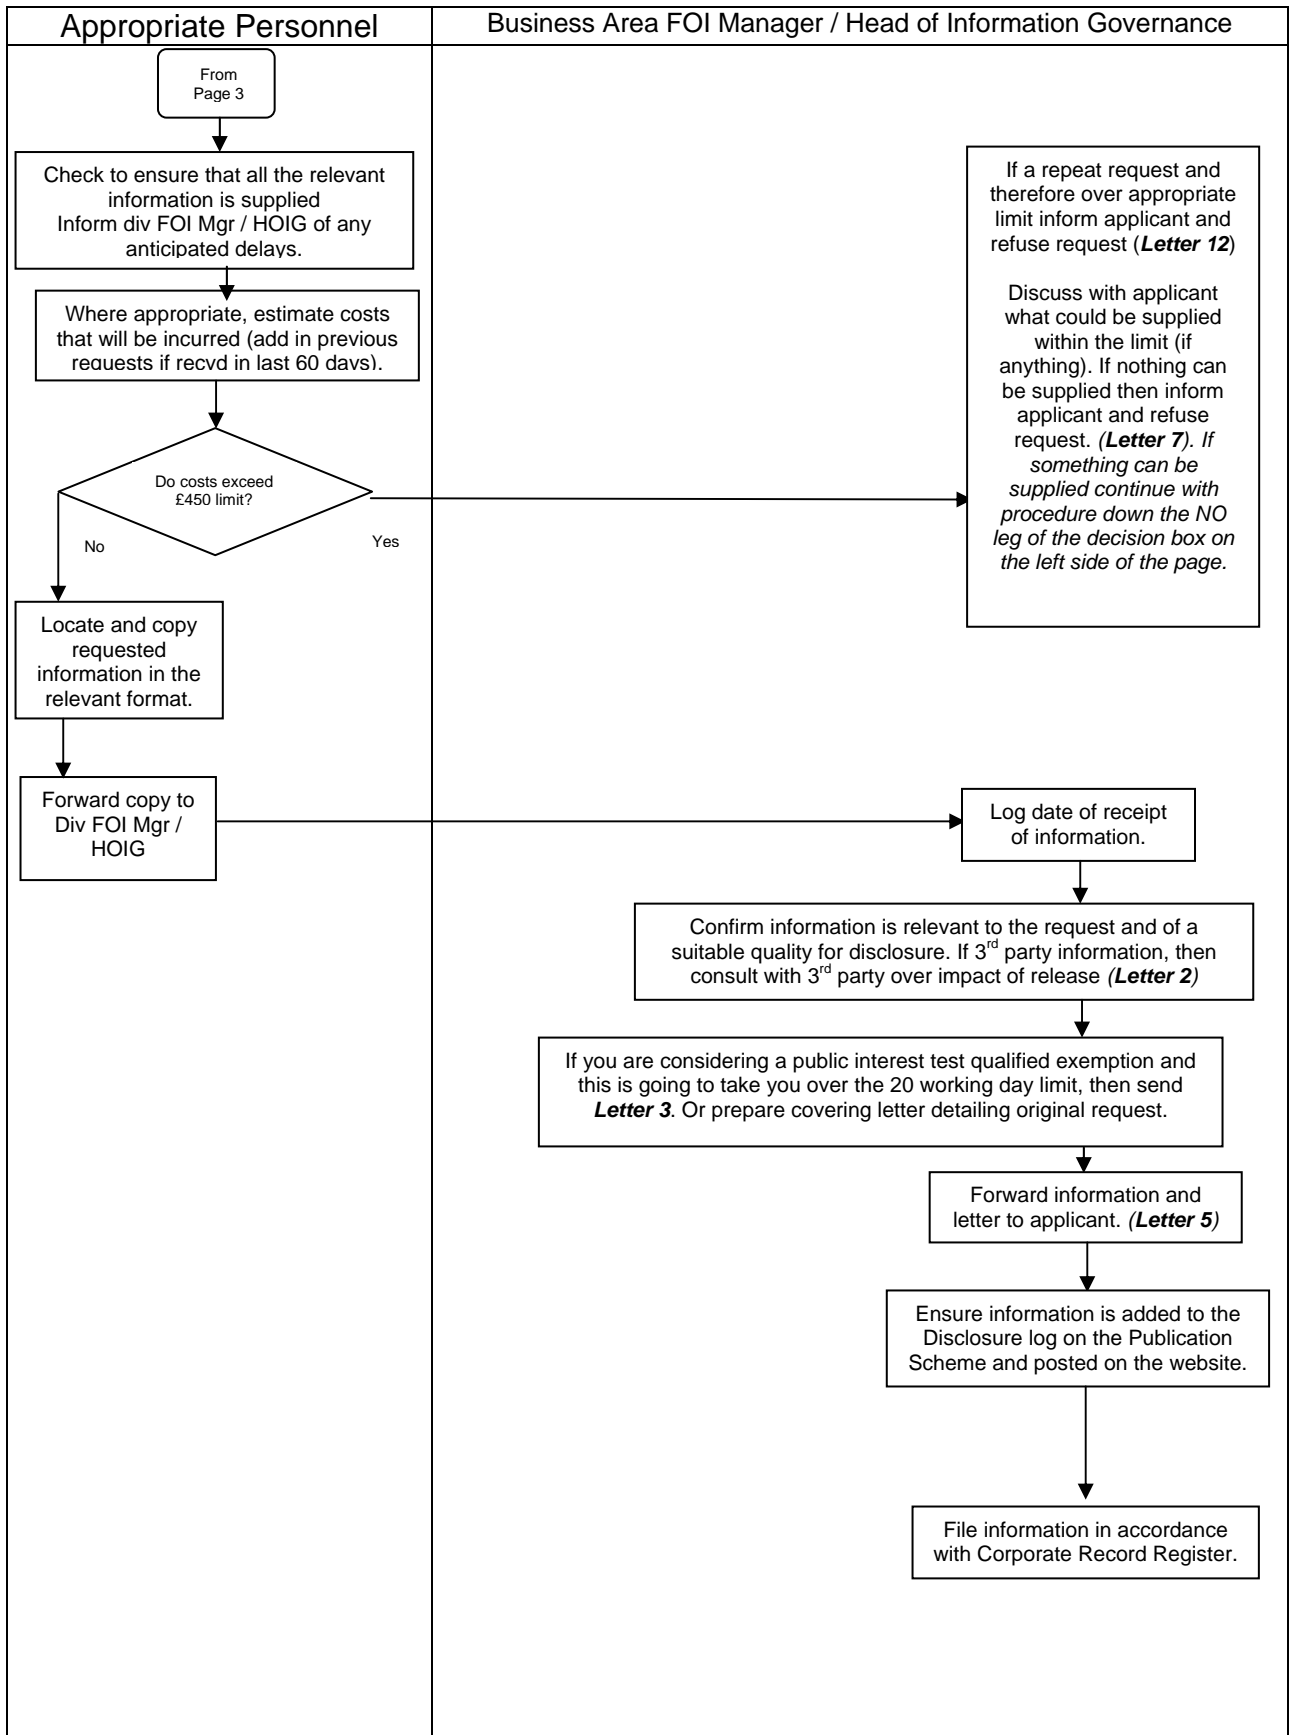 Appropriate Personnel
Business Area FOI Manager / Head of Information Governance
From
Page 3
Check to ensure that all the relevant
information is supplied
Inform div FOI Mgr / HOIG of any
anticipated delays.
Where appropriate, estimate costs
that will be incurred (add in previous
requests if recvd in last 60 days).
Do costs exceed
£450 limit?
No
Yes
If a repeat request and
therefore over appropriate
limit inform applicant and
refuse request (Letter 12)
Discuss with applicant
what could be supplied
within the limit (if
anything). If nothing can
be supplied then inform
applicant and refuse
request. (Letter 7). If
something can be
supplied continue with
procedure down the NO
leg of the decision box on
the left side of the page.
Locate and copy
requested
information in the
relevant format.
Forward copy to
Div FOI Mgr /
HOIG
Log date of receipt
of information.
Confirm information is relevant to the request and of a
suitable quality for disclosure. If 3rd party information, then
consult with 3rd party over impact of release (Letter 2)
If you are considering a public interest test qualified exemption and
this is going to take you over the 20 working day limit, then send
Letter 3. Or prepare covering letter detailing original request.
Forward information and
letter to applicant. (Letter 5)
Ensure information is added to the
Disclosure log on the Publication
Scheme and posted on the website.
File information in accordance
with Corporate Record Register.